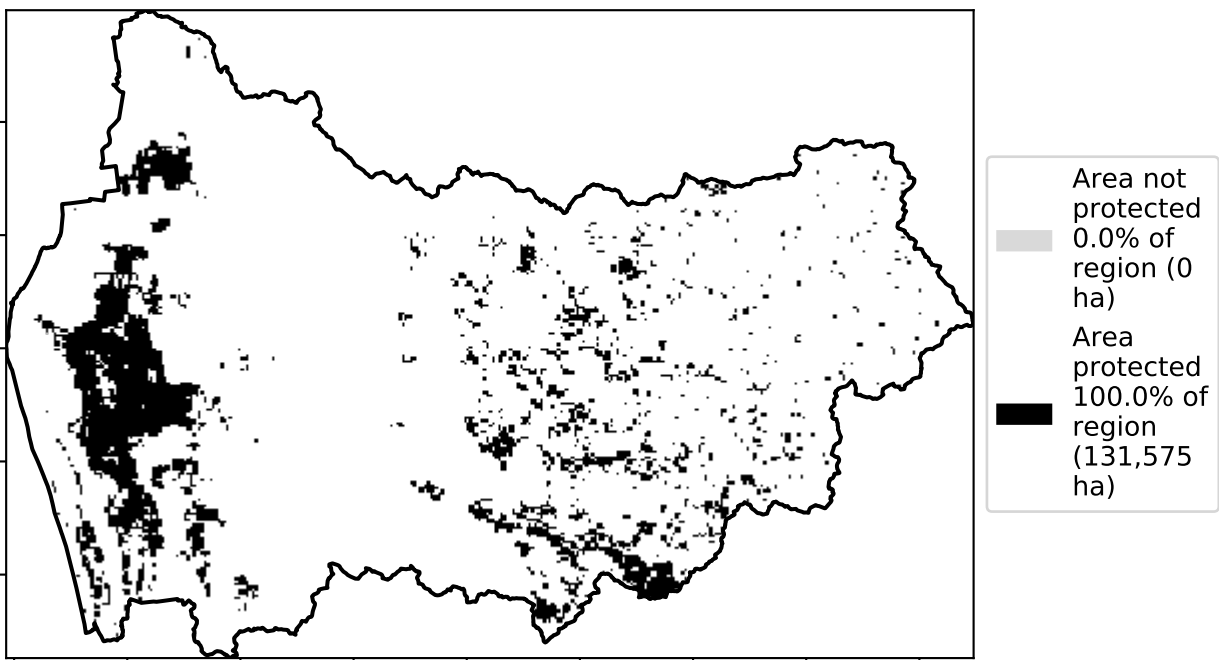 Area not
protected
0.0% of
region (0
ha)
Area
protected
100.0% of
region
(131,575
ha)